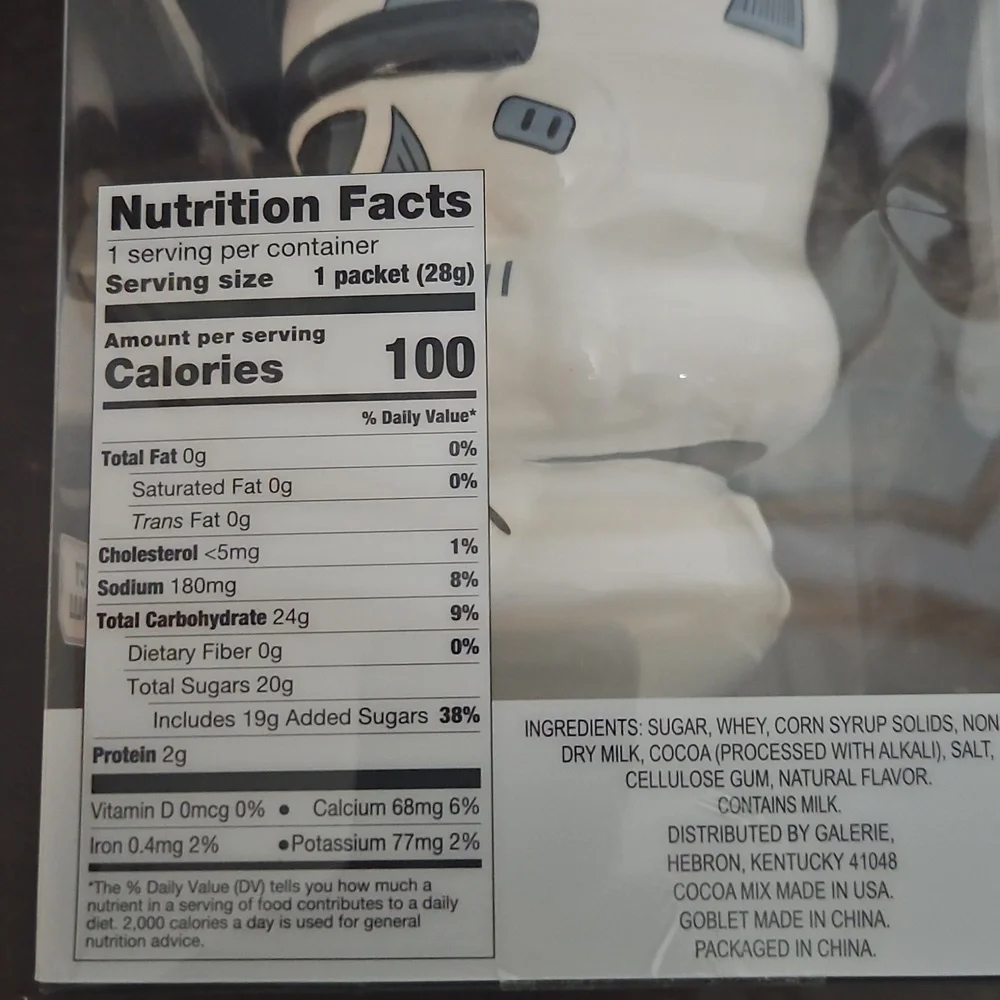 Nutrition Facts
1 serving per container
Serving size 1 packet (28g)
Amount per serving
Calories 100
% Daily Value*
Total Fat 0g 0%
Saturated Fat 0g 0%
Trans Fat 0g
Cholesterol <5mg 1%
Sodium 180mg 8%
Total Carbohydrate 24g 9%
Dietary Fiber 0g 0%
Total Sugars 20g
Includes 19g Added Sugars 38%
Protein 2g
Vitamin D 0mcg 0% • Calcium 68mg 6%
Iron 0.4mg 2% • Potassium 77mg 2%
*The % Daily Value (DV) tells you how much a
nutrient in a serving of food contributes to a daily
diet. 2,000 calories a day is used for general
nutrition advice.
INGREDIENTS: SUGAR, WHEY, CORN SYRUP SOLIDS, NON
DRY MILK, COCOA (PROCESSED WITH ALKALI), SALT,
CELLULOSE GUM, NATURAL FLAVOR.
CONTAINS MILK.
DISTRIBUTED BY GALERIE,
HEBRON, KENTUCKY 41048
COCOA MIX MADE IN USA.
GOBLET MADE IN CHINA.
PACKAGED IN CHINA.